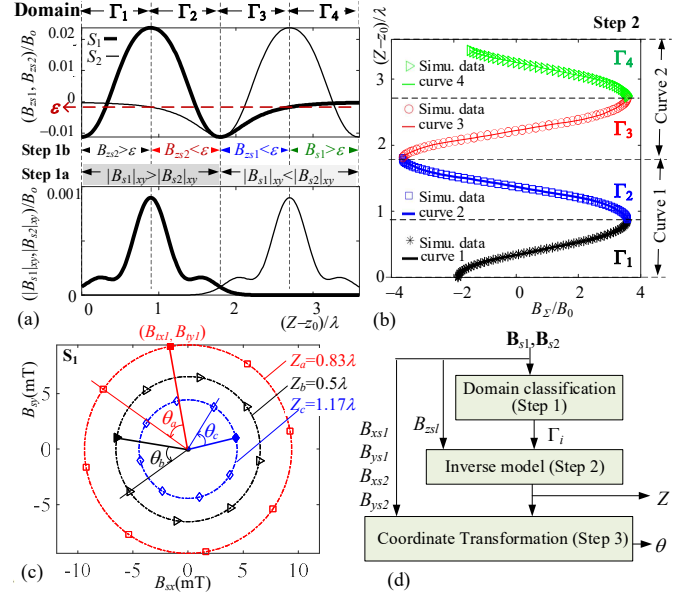 Domain Γ1 Γ2 Γ3 Γ4
(Bzs1, Bzs2)/Bo
0.02
0
−0.01
S1
S2
ε
Step 1b Bzs2>ε Bzs2<ε Bzs1<ε Bs1>ε
Step 1a |Bs1|xy>|Bs2|xy |Bs1|xy<|Bs2|xy
(|Bs1|xy,|Bs2|xy)/Bo
0.001
0
0 1 2 3
(a) (Z−z0)/λ
(Z−z0)/λ
Step 2
4
3
2
1
0
Γ4
Simu. data
curve 4
Simu. data
curve 3
Γ3
Simu. data
curve 2
Γ2
Simu. data
curve 1
Γ1
Curve 2
Curve 1
−4 −2 0 2 4
(b) BΣ/B0
(Btx1, Bty1)
S1
Za=0.83λ
Zb=0.5λ
Zc=1.17λ
θa
θb
θc
Bsy(mT)
5
0
-5
-10 -5 0 5 10
(c) Bsx(mT)
Bs1,Bs2
Domain classification
(Step 1)
Bxs1
Bys1
Bxs2
Bys2
Bzsl
Γi
Inverse model (Step 2)
Z
Coordinate Transformation (Step 3)
θ
(d)